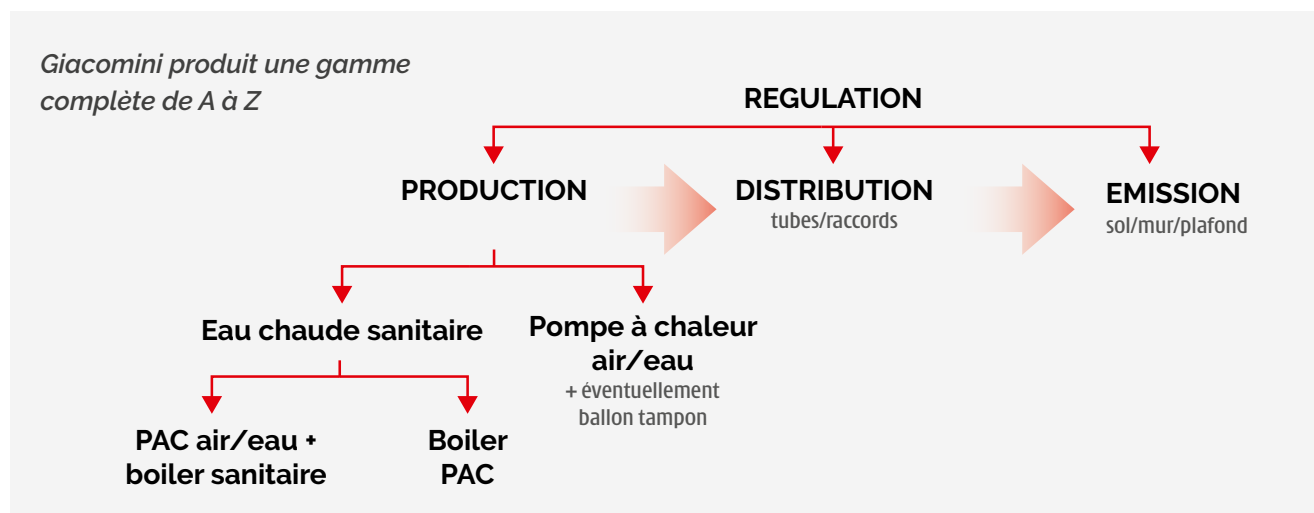 Giacomini produit une gamme
complète de A à Z
REGULATION
PRODUCTION
DISTRIBUTION
tubes/raccords
EMISSION
sol/mur/plafond
Eau chaude sanitaire
Pompe à chaleur
air/eau
+ éventuellement
ballon tampon
PAC air/eau +
boiler sanitaire
Boiler
PAC